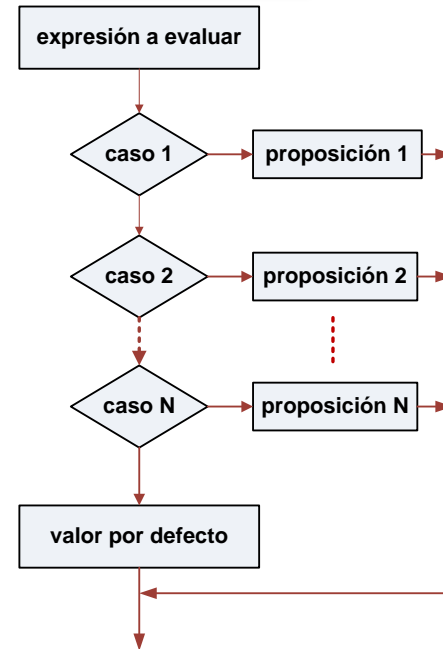 expresión a evaluar
caso 1
proposición 1
caso 2
proposición 2
caso N
proposición N
valor por defecto